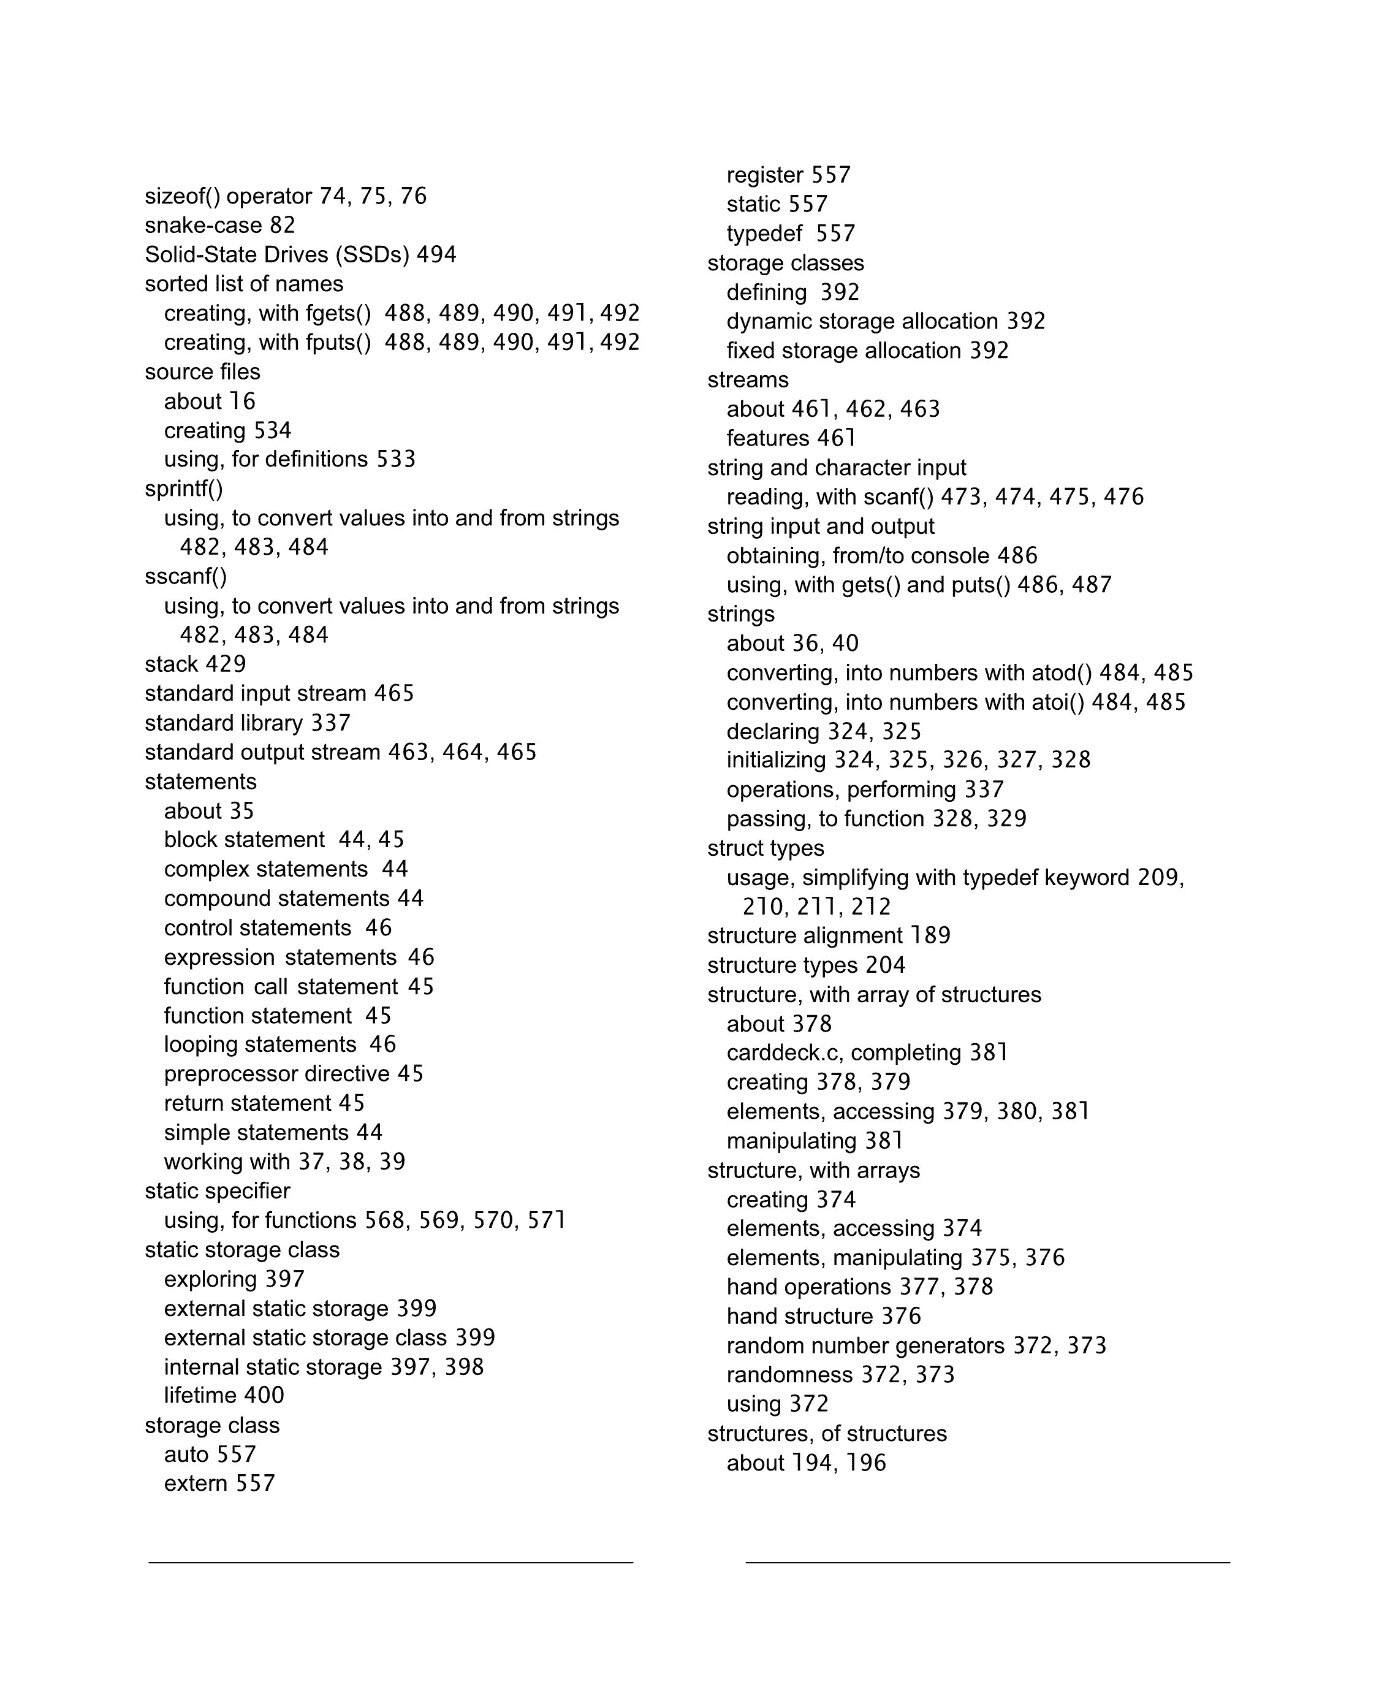 sizeof() operator 74, 75, 76
snake-case 82
Solid-State Drives (SSDs) 494
sorted list of names
creating, with fgets() 488, 489, 490, 491, 492
creating, with fputs() 488, 489, 490, 491, 492
source files
about 16
creating 534
using, for definitions 533
sprintf()
using, to convert values into and from strings
482, 483, 484
sscanf()
using, to convert values into and from strings
482, 483, 484
stack 429
standard input stream 465
standard library 337
standard output stream 463, 464, 465
statements
about 35
block statement 44, 45
complex statements 44
compound statements 44
control statements 46
expression statements 46
function call statement 45
function statement 45
looping statements 46
preprocessor directive 45
return statement 45
simple statements 44
working with 37, 38, 39
static specifier
using, for functions 568, 569, 570, 571
static storage class
exploring 397
external static storage 399
external static storage class 399
internal static storage 397, 398
lifetime 400
storage class
auto 557
extern 557
register 557
static 557
typedef 557
storage classes
defining 392
dynamic storage allocation 392
fixed storage allocation 392
streams
about 461, 462, 463
features 461
string and character input
reading, with scanf() 473, 474, 475, 476
string input and output
obtaining, from/to console 486
using, with gets() and puts() 486, 487
strings
about 36, 40
converting, into numbers with atod() 484, 485
converting, into numbers with atoi() 484, 485
declaring 324, 325
initializing 324, 325, 326, 327, 328
operations, performing 337
passing, to function 328, 329
struct types
usage, simplifying with typedef keyword 209,
210, 211, 212
structure alignment 189
structure types 204
structure, with array of structures
about 378
carddeck.c, completing 381
creating 378, 379
elements, accessing 379, 380, 381
manipulating 381
structure, with arrays
creating 374
elements, accessing 374
elements, manipulating 375, 376
hand operations 377, 378
hand structure 376
random number generators 372, 373
randomness 372, 373
using 372
structures, of structures
about 194, 196